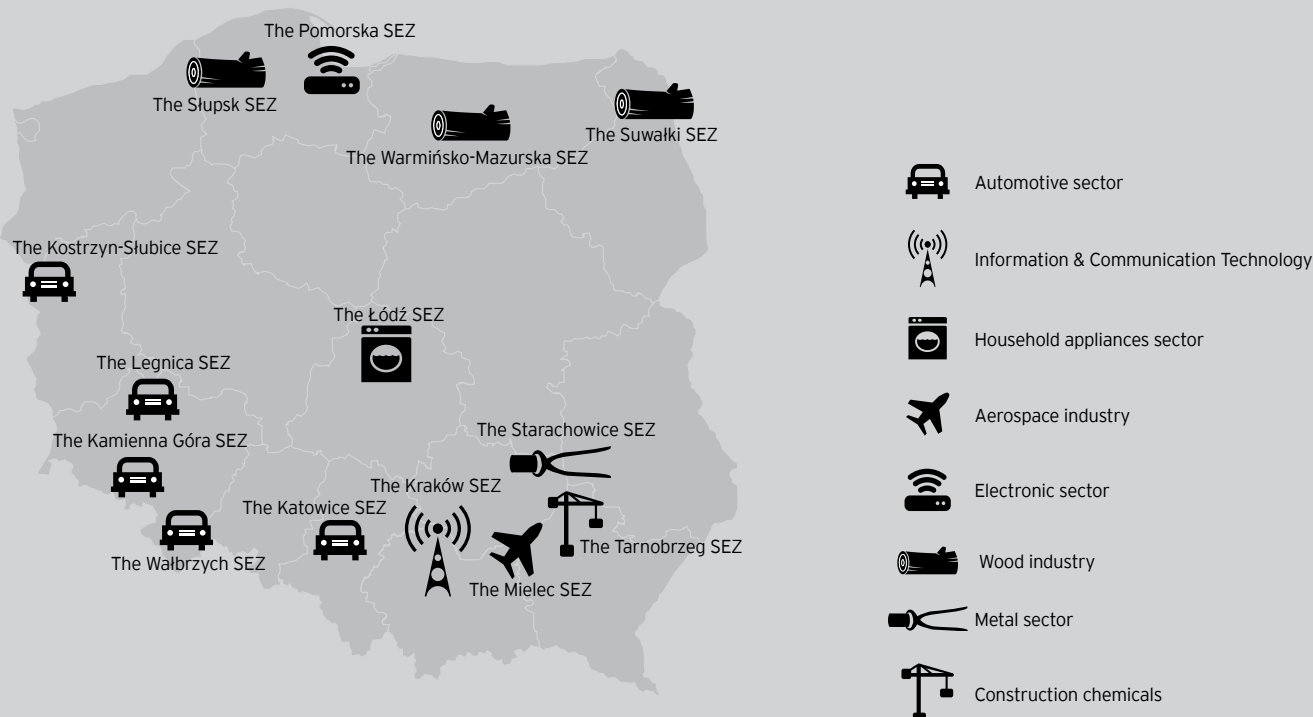 The Pomorska SEZ
The Słupsk SEZ
The Suwałki SEZ
The Warmińsko-Mazurska SEZ
The Kostrzyn-Słubice SEZ
The Łódź SEZ
The Legnica SEZ
The Kamienna Góra SEZ
The Starachowice SEZ
The Kraków SEZ
The Katowice SEZ
The Tarnobrzeg SEZ
The Wałbrzych SEZ
The Mielec SEZ
Automotive sector
Information & Communication Technology
Household appliances sector
Aerospace industry
Electronic sector
Wood industry
Metal sector
Construction chemicals